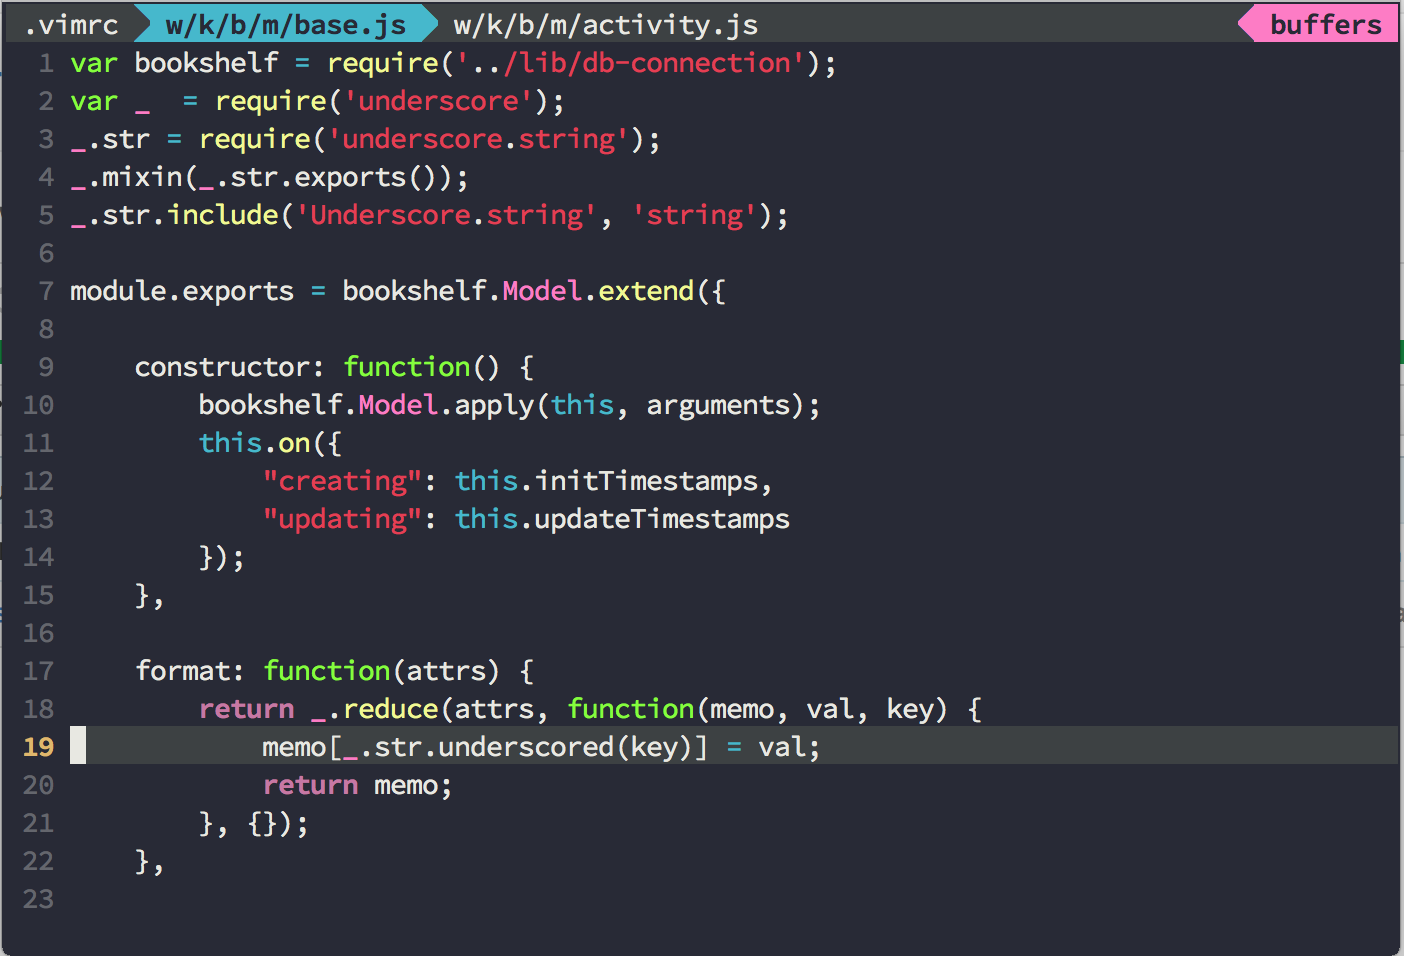 .vimrc w/k/b/m/base.js w/k/b/m/activity.js buffers
1 var bookshelf = require('../lib/db-connection');
2 var _  = require('underscore');
3 _.str = require('underscore.string');
4 _.mixin(_.str.exports());
5 _.str.include('Underscore.string', 'string');
6
7 module.exports = bookshelf.Model.extend({
8
9     constructor: function() {
10         bookshelf.Model.apply(this, arguments);
11         this.on({
12             "creating": this.initTimestamps,
13             "updating": this.updateTimestamps
14         });
15     },
16
17     format: function(attrs) {
18         return _.reduce(attrs, function(memo, val, key) {
19             memo[_.str.underscored(key)] = val;
20             return memo;
21         }, {});
22     },
23